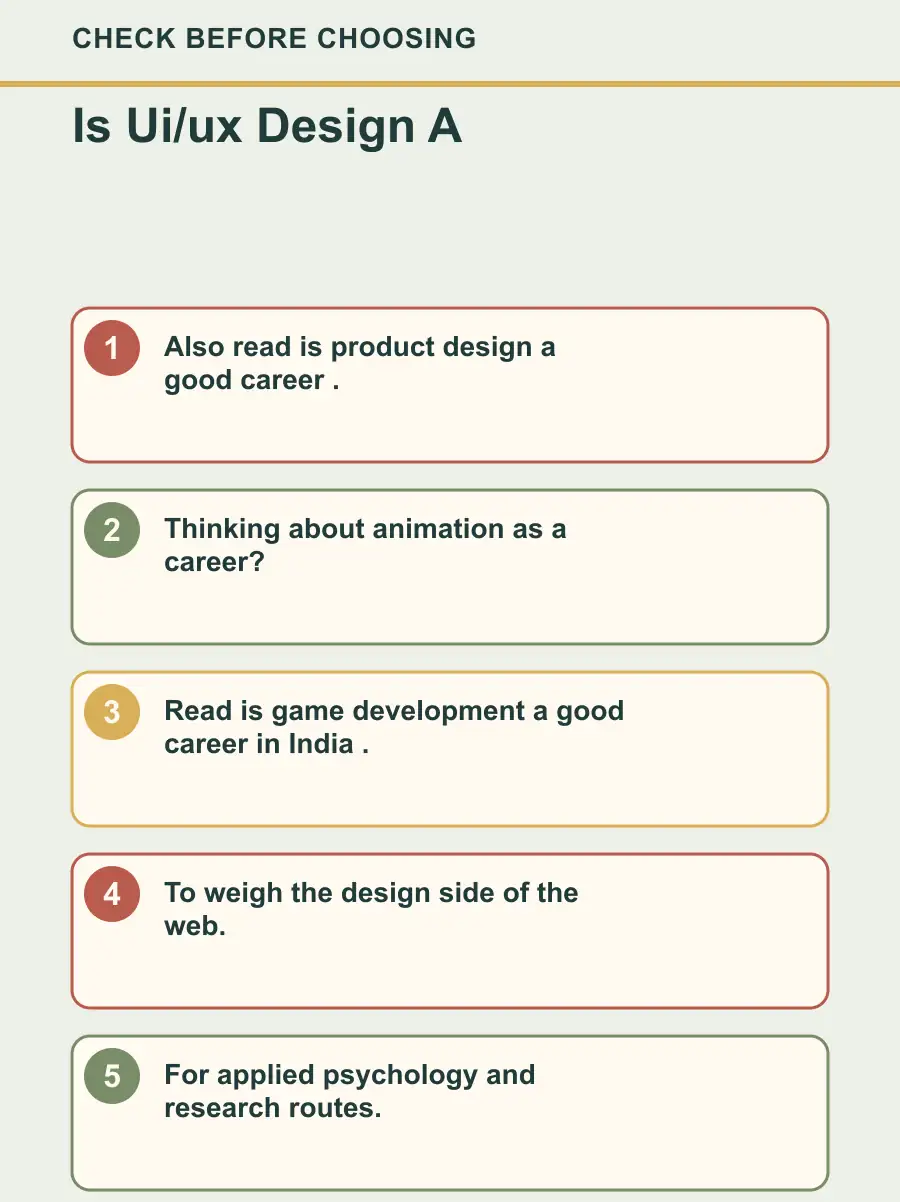 CHECK BEFORE CHOOSING
Is Ui/ux Design A
1
Also read is product design a
good career .
2
Thinking about animation as a
career?
3
Read is game development a good
career in India .
4
To weigh the design side of the
web.
5
For applied psychology and
research routes.